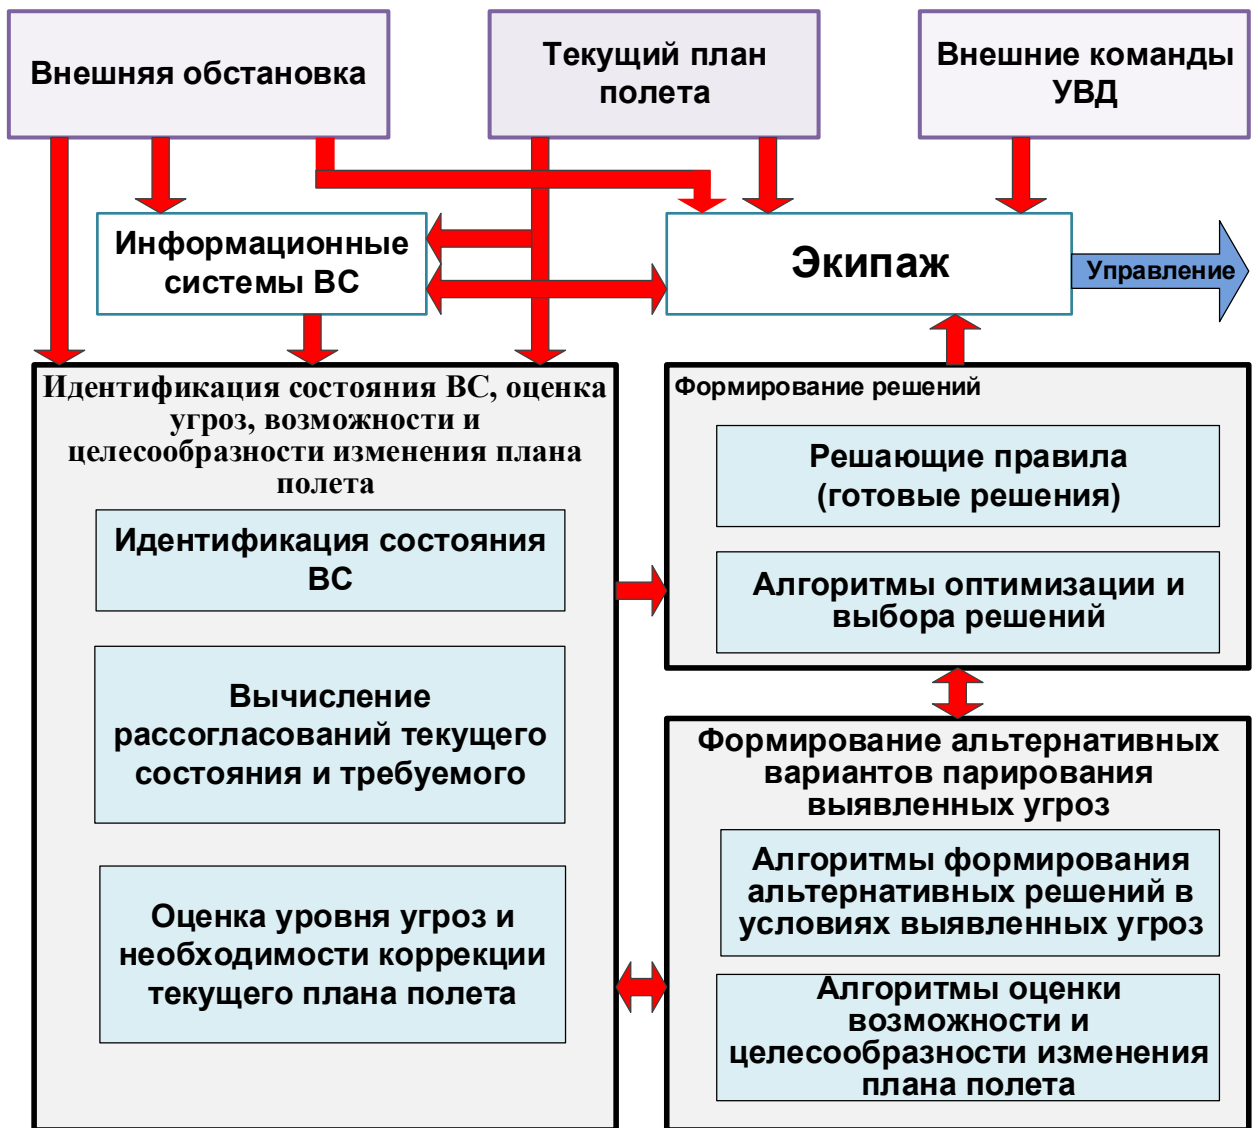 Внешняя обстановка
Текущий план
полета
Внешние команды
УВД
Информационные
системы ВС
Экипаж
Управление
Идентификация состояния ВС, оценка
угроз, возможности и
целесообразности изменения плана
полета
Идентификация состояния
ВС
Вычисление
рассогласований текущего
состояния и требуемого
Оценка уровня угроз и
необходимости коррекции
текущего плана полета
Формирование решений
Решающие правила
(готовые решения)
Алгоритмы оптимизации и
выбора решений
Формирование альтернативных
вариантов парирования
выявленных угроз
Алгоритмы формирования
альтернативных решений в
условиях выявленных угроз
Алгоритмы оценки
возможности и
целесообразности изменения
плана полета